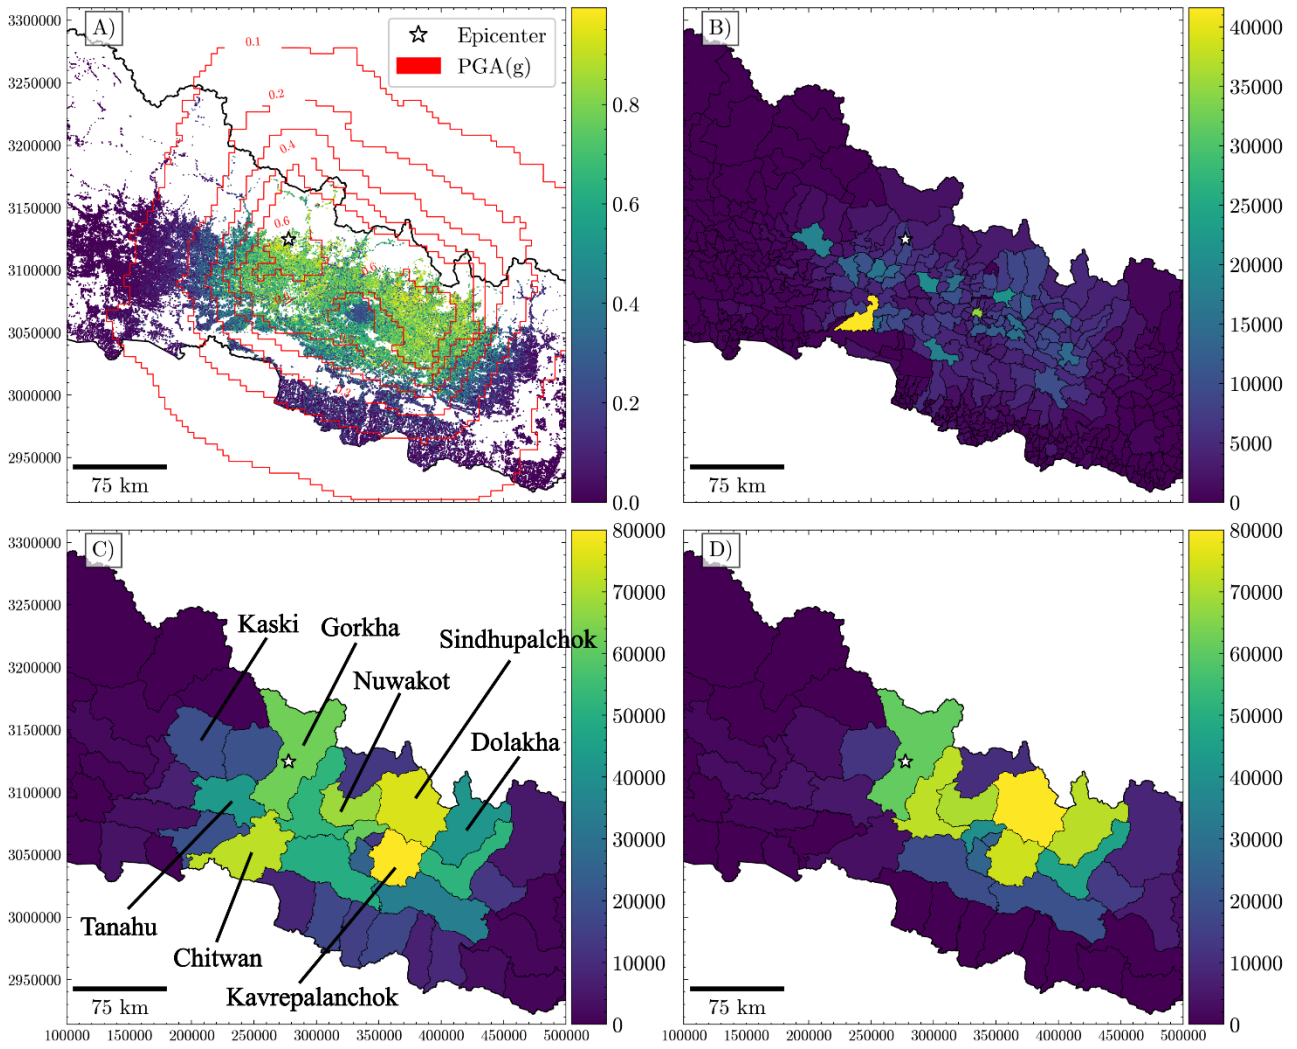 A)
Epicenter
PGA(g)
0.1
0.2
0.4
0.6
3300000
3250000
3200000
3150000
3100000
3050000
3000000
2950000
75 km
0.8
0.6
0.4
0.2
0.0
B)
75 km
40000
35000
30000
25000
20000
15000
10000
5000
0
C)
Kaski
Gorkha
Sindhupalchok
Nuwakot
Dolakha
Tanahu
Chitwan
Kavrepalanchok
3300000
3250000
3200000
3150000
3100000
3050000
3000000
2950000
75 km
100000 150000 200000 250000 300000 350000 400000 450000 500000
80000
70000
60000
50000
40000
30000
20000
10000
0
D)
75 km
100000 150000 200000 250000 300000 350000 400000 450000 500000
80000
70000
60000
50000
40000
30000
20000
10000
0